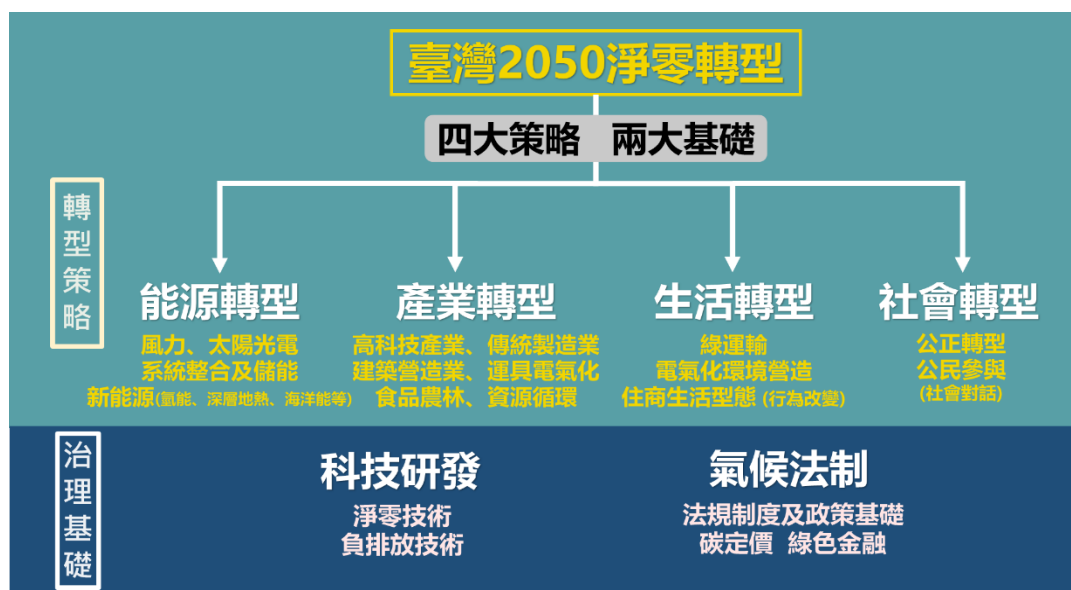 臺灣2050淨零轉型
四大策略 兩大基礎
轉型策略
能源轉型
風力、太陽光電
系統整合及儲能
新能源(氫能、深層地熱、海洋能等)
產業轉型
高科技產業、傳統製造業
建築營造業、運具電氣化
食品農林、資源循環
生活轉型
綠運輸
電氣化環境營造
住商生活型態 (行為改變)
社會轉型
公正轉型
公民參與
(社會對話)
治理基礎
科技研發
淨零技術
負排放技術
氣候法制
法規制度及政策基礎
碳定價 綠色金融